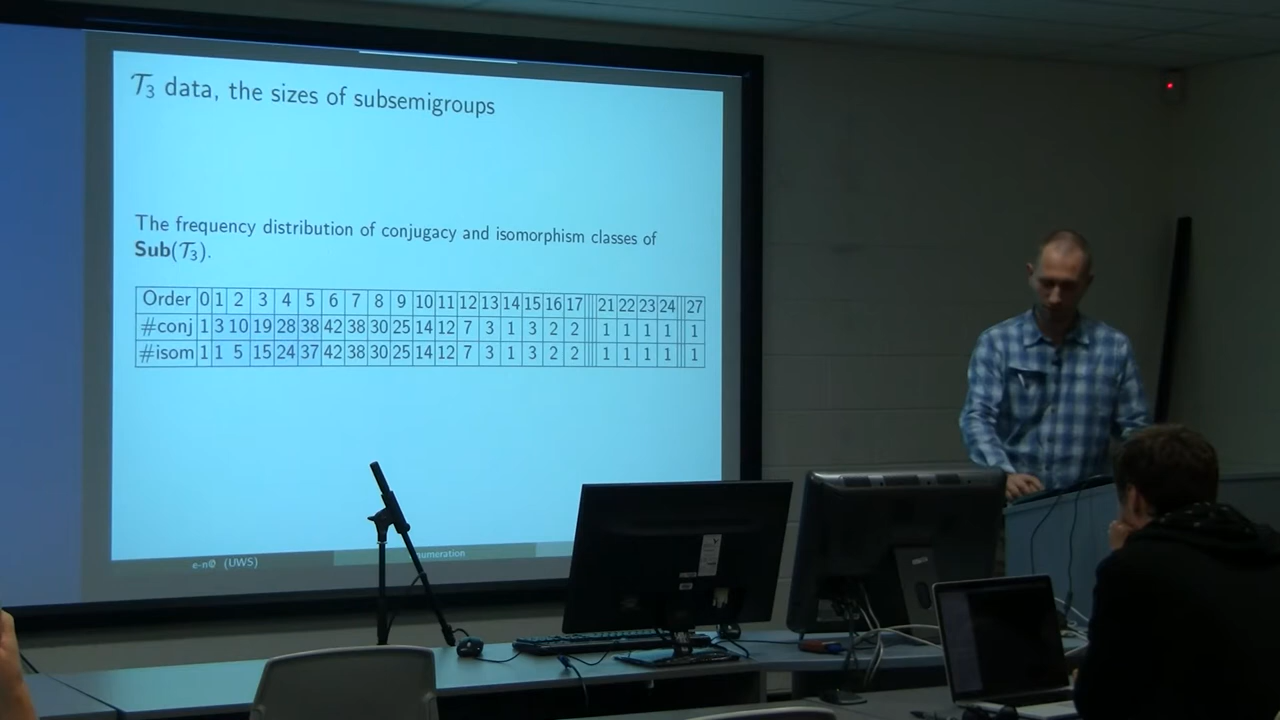 𝒯₃ data, the sizes of subsemigroups
The frequency distribution of conjugacy and isomorphism classes of
Sub(𝒯₃).
Order 0 1 2 3 4 5 6 7 8 9 10 11 12 13 14 15 16 17 21 22 23 24 27
#conj 1 3 10 19 28 38 42 38 30 25 14 12 7 3 1 3 2 2 1 1 1 1 1
#isom 1 1 5 15 24 37 42 38 30 25 14 12 7 3 1 3 2 2 1 1 1 1 1
e-n@ (UWS)